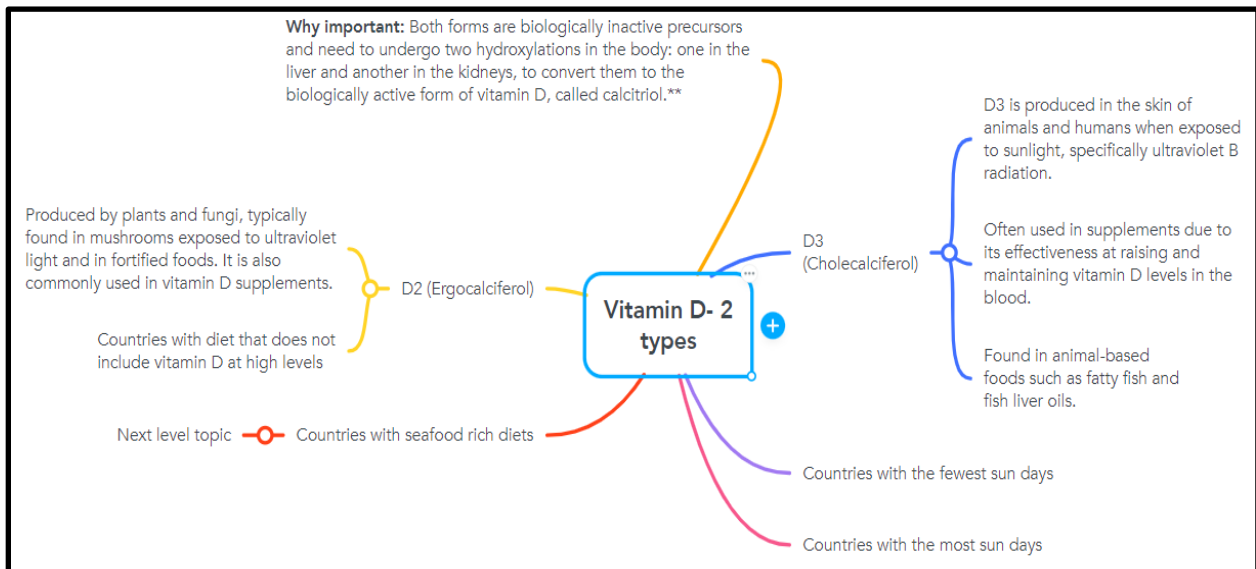 Why important: Both forms are biologically inactive precursors
and need to undergo two hydroxylations in the body: one in the
liver and another in the kidneys, to convert them to the
biologically active form of vitamin D, called calcitriol.**
D3 is produced in the skin of
animals and humans when exposed
to sunlight, specifically ultraviolet B
radiation.
Produced by plants and fungi, typically
found in mushrooms exposed to ultraviolet
light and in fortified foods. It is also
commonly used in vitamin D supplements.
D3
(Cholecalciferol)
Often used in supplements due to
its effectiveness at raising and
maintaining vitamin D levels in the
blood.
D2 (Ergocalciferol)
Vitamin D- 2
types
Countries with diet that does not
include vitamin D at high levels
Found in animal-based
foods such as fatty fish and
fish liver oils.
Next level topic
Countries with seafood rich diets
Countries with the fewest sun days
Countries with the most sun days